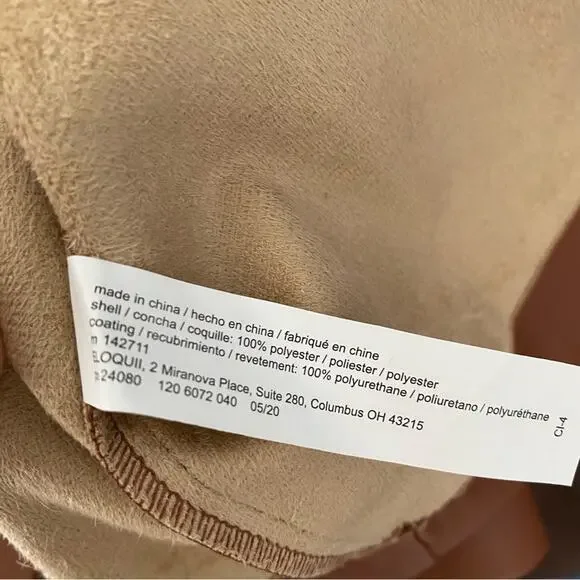 made in china / hecho en china / fabriqué en chine
shell / concha / coquille: 100% polyester / poliester / polyester
coating / recubrimiento / revetement: 100% polyurethane / poliuretano / polyuréthane
m 142711
ELOQUII, 2 Miranova Place, Suite 280, Columbus OH 43215
24080 120 6072 040 05/20
CI-4